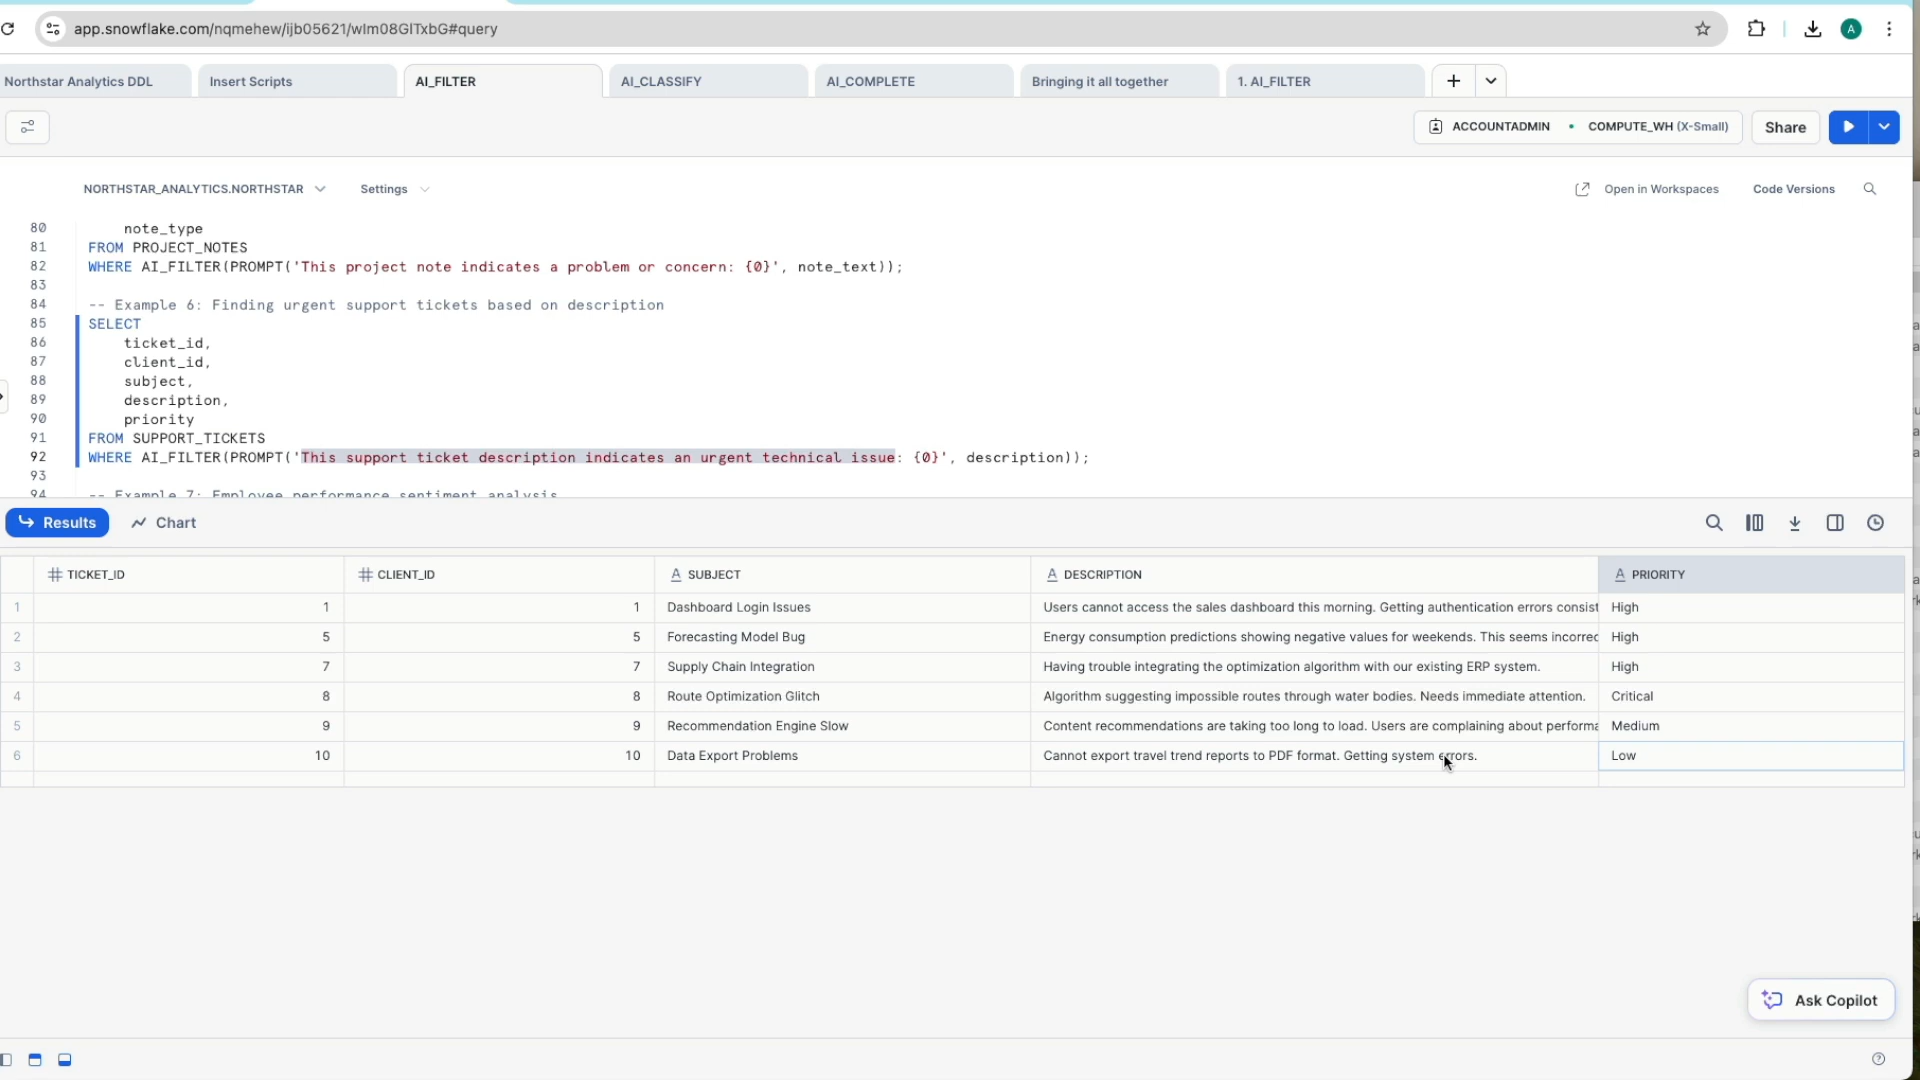 app.snowflake.com/nqmehew/ijb05621/wlm08GlTxbG#query
A
Northstar Analytics DDL
Insert Scripts
AI_FILTER
AI_CLASSIFY
AI_COMPLETE
Bringing it all together
1. AI_FILTER
ACCOUNTADMIN • COMPUTE_WH (X-Small)
Share
NORTHSTAR_ANALYTICS.NORTHSTAR
Settings
Open in Workspaces
Code Versions
80 note_type
81 FROM PROJECT_NOTES
82 WHERE AI_FILTER(PROMPT('This project note indicates a problem or concern: {0}', note_text));
83
84 -- Example 6: Finding urgent support tickets based on description
85 SELECT
86 ticket_id,
87 client_id,
88 subject,
89 description,
90 priority
91 FROM SUPPORT_TICKETS
92 WHERE AI_FILTER(PROMPT('This support ticket description indicates an urgent technical issue: {0}', description));
93
94 -- Example 7: Employee performance sentiment analysis
Results
Chart
TICKET_ID CLIENT_ID A SUBJECT A DESCRIPTION A PRIORITY
1 1 1 Dashboard Login Issues Users cannot access the sales dashboard this morning. Getting authentication errors consist High
2 5 5 Forecasting Model Bug Energy consumption predictions showing negative values for weekends. This seems incorrec High
3 7 7 Supply Chain Integration Having trouble integrating the optimization algorithm with our existing ERP system. High
4 8 8 Route Optimization Glitch Algorithm suggesting impossible routes through water bodies. Needs immediate attention. Critical
5 9 9 Recommendation Engine Slow Content recommendations are taking too long to load. Users are complaining about performa Medium
6 10 10 Data Export Problems Cannot export travel trend reports to PDF format. Getting system errors. Low
Ask Copilot